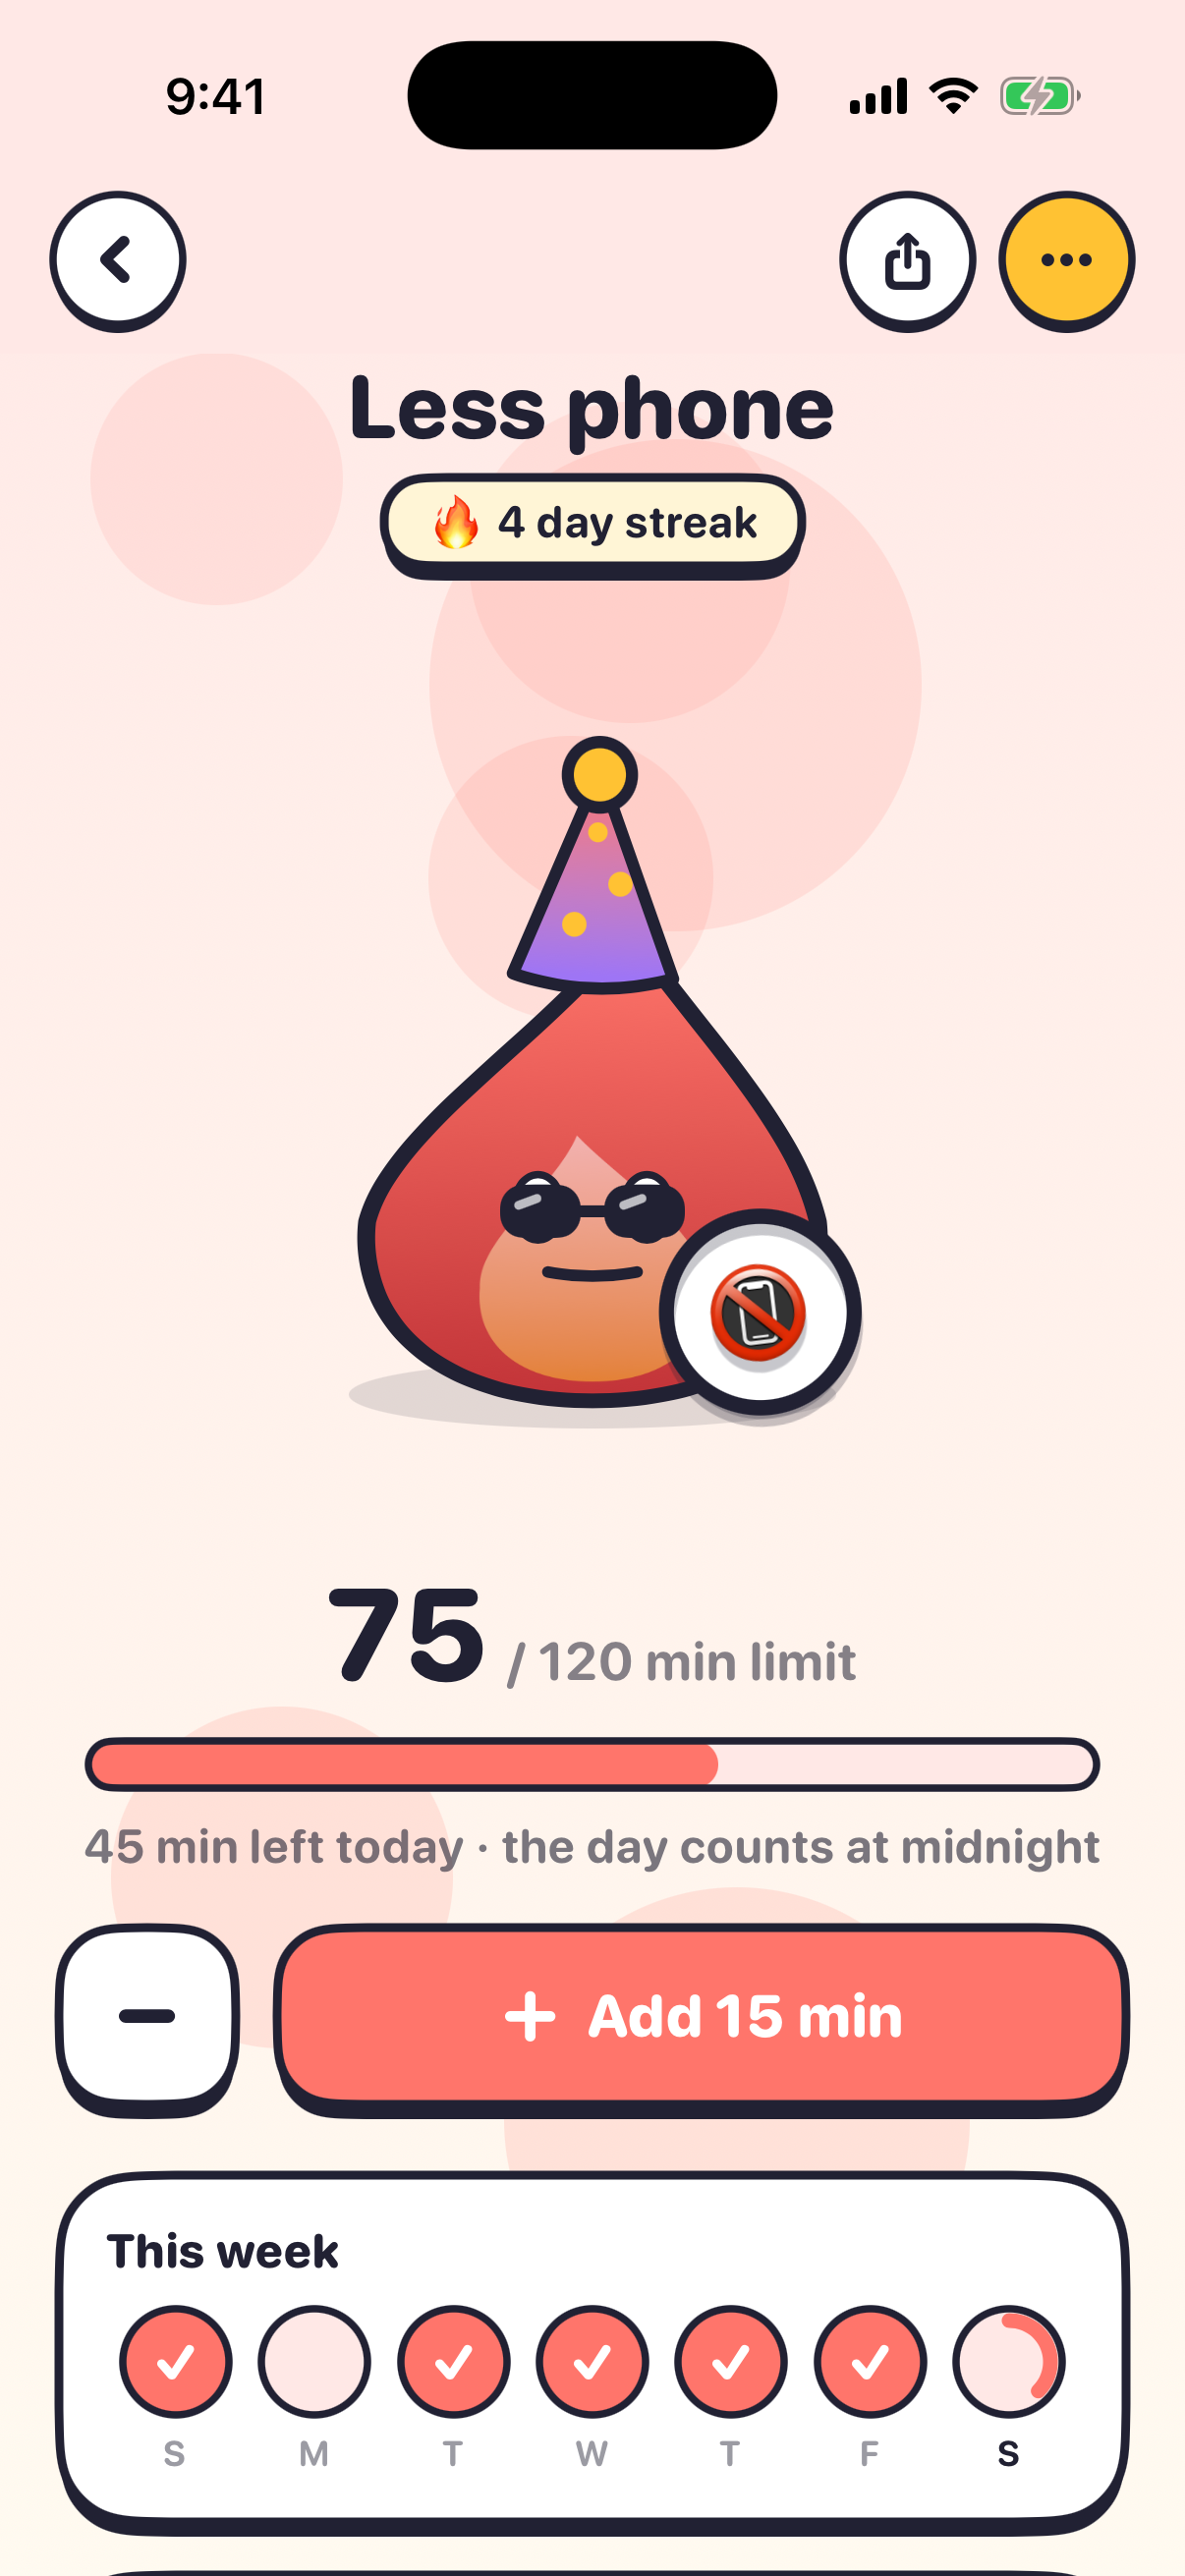 9:41
Less phone
🔥 4 day streak
75 / 120 min limit
45 min left today · the day counts at midnight
+ Add 15 min
This week
S M T W T F S